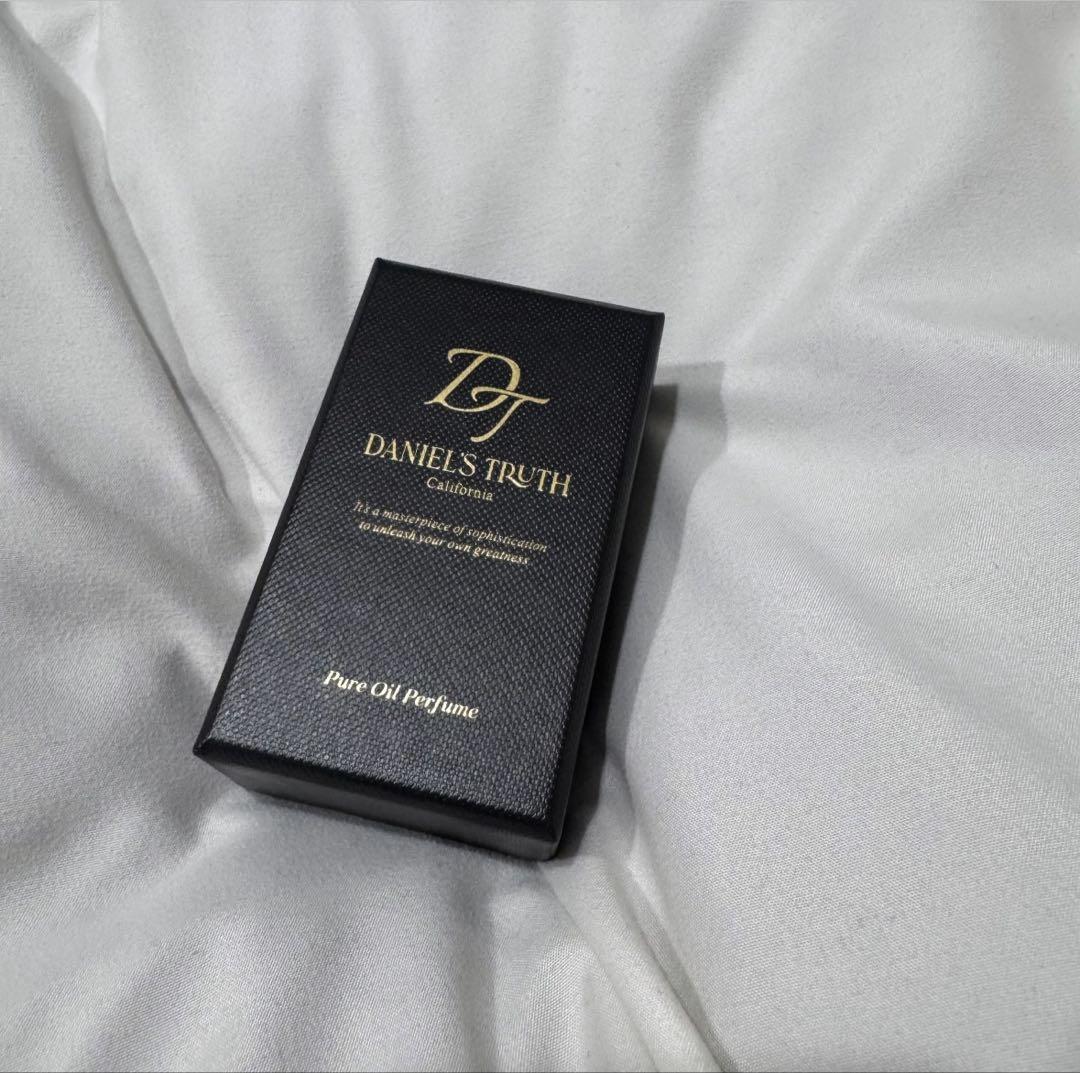 DT
DANIEL'S TRUTH
California
It's a masterpiece of sophistication
to unleash your own greatness
Pure Oil Perfume